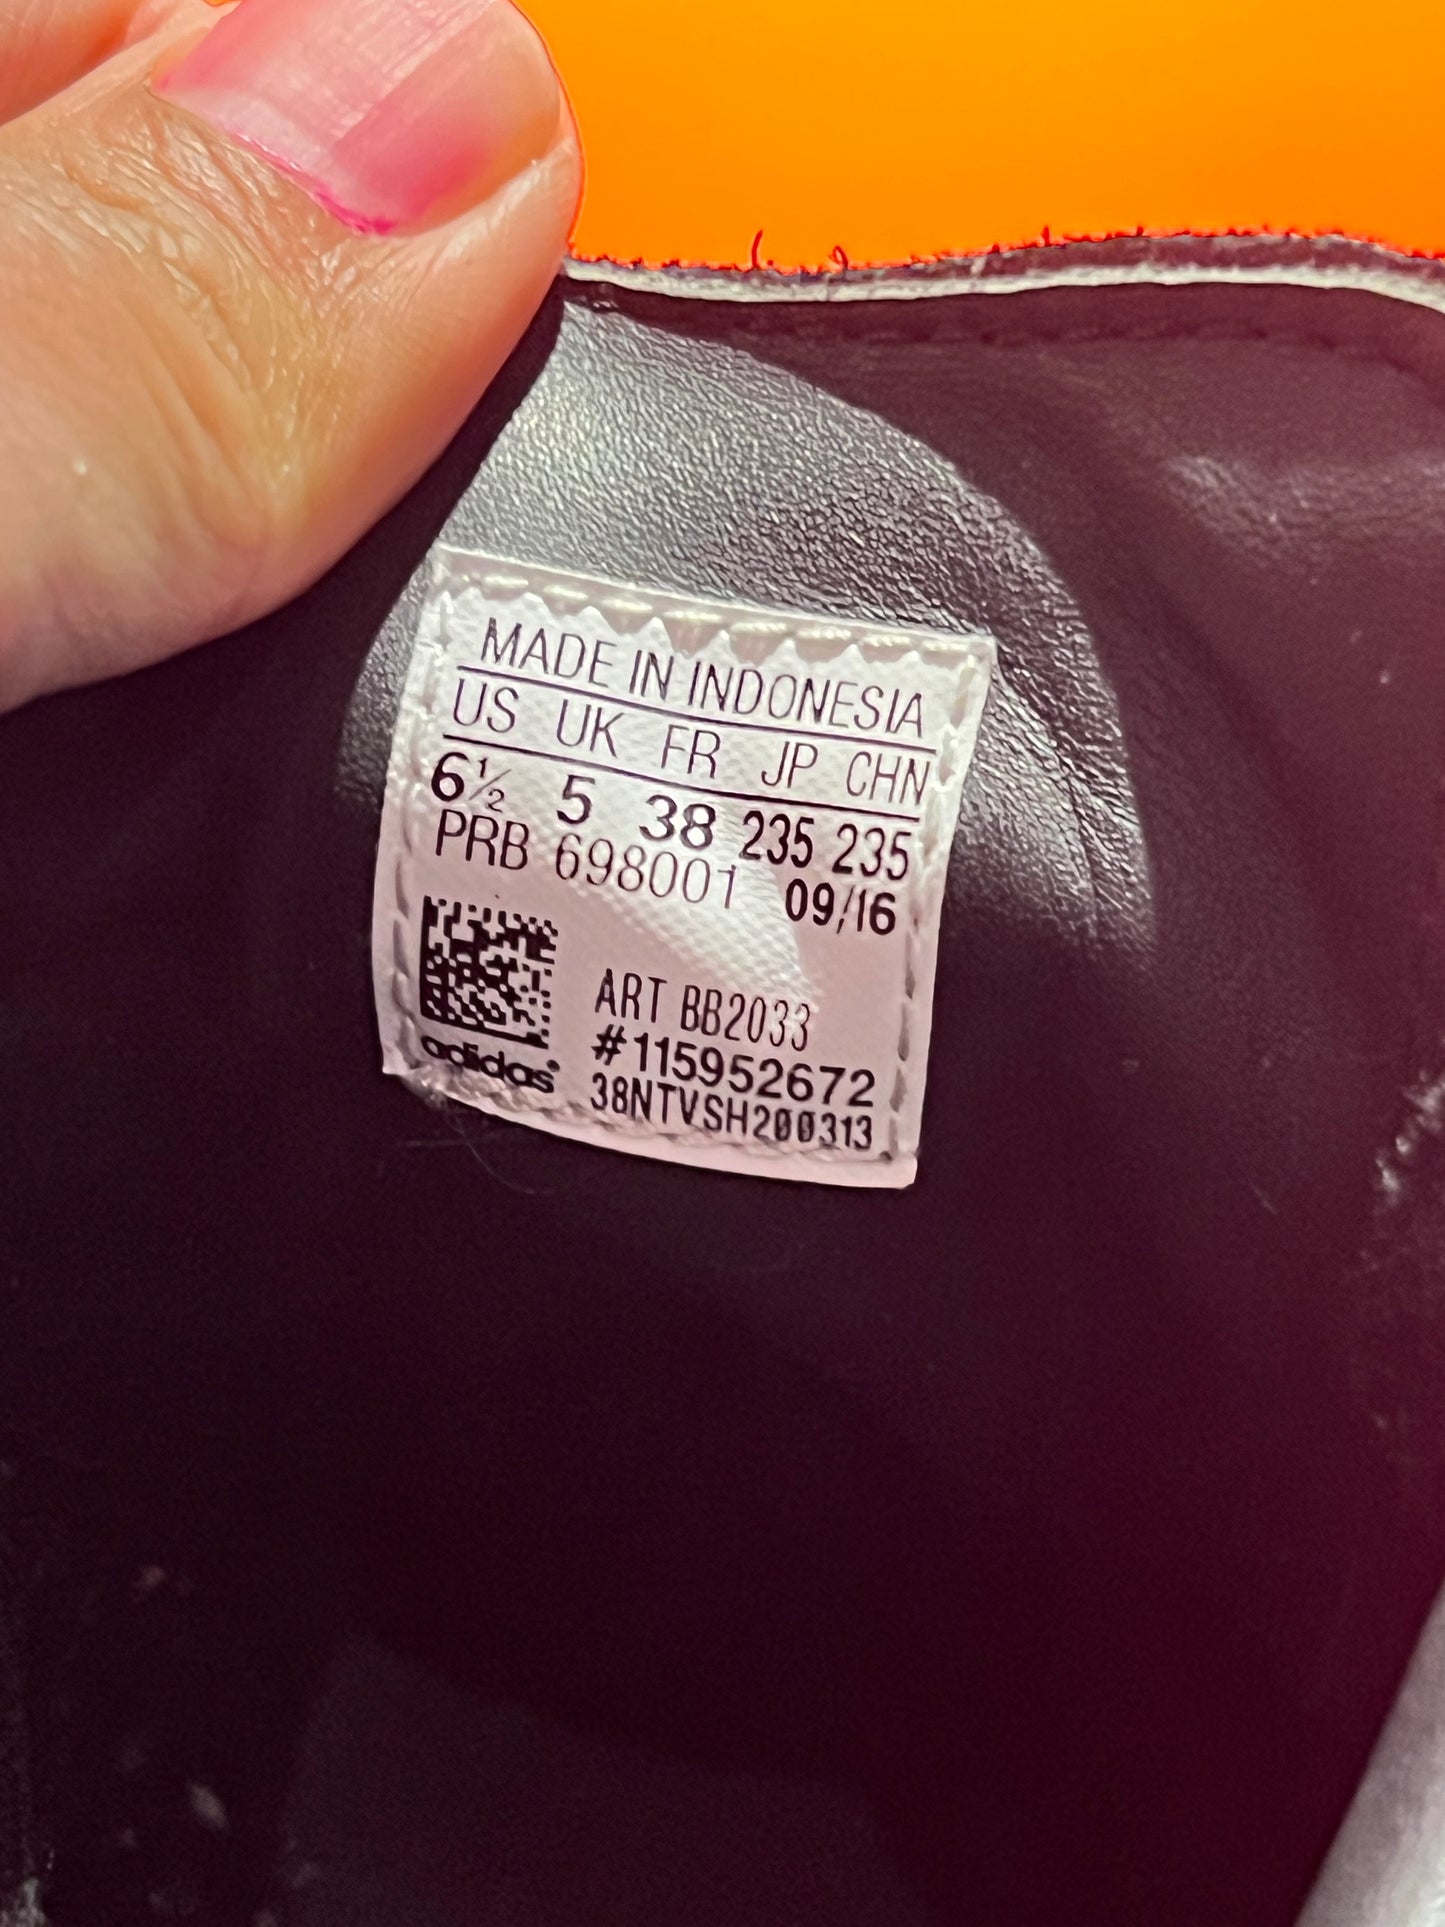 MADE IN INDONESIA
US UK FR JP CHN
6½ 5 38 235 235
PRB 698001 09/16
ART BB2033
#115952672
adidas® 38NTVSH200313